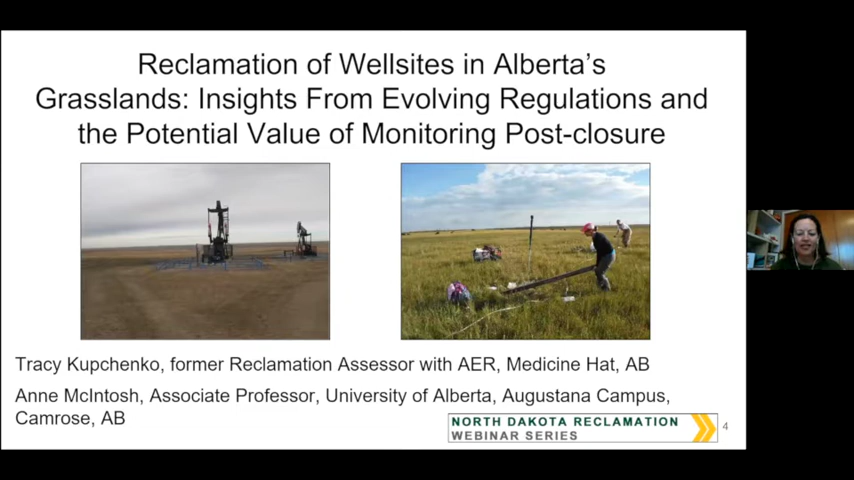 Reclamation of Wellsites in Alberta's
Grasslands: Insights From Evolving Regulations and
the Potential Value of Monitoring Post-closure
Tracy Kupchenko, former Reclamation Assessor with AER, Medicine Hat, AB
Anne McIntosh, Associate Professor, University of Alberta, Augustana Campus,
Camrose, AB
NORTH DAKOTA RECLAMATION
WEBINAR SERIES
4